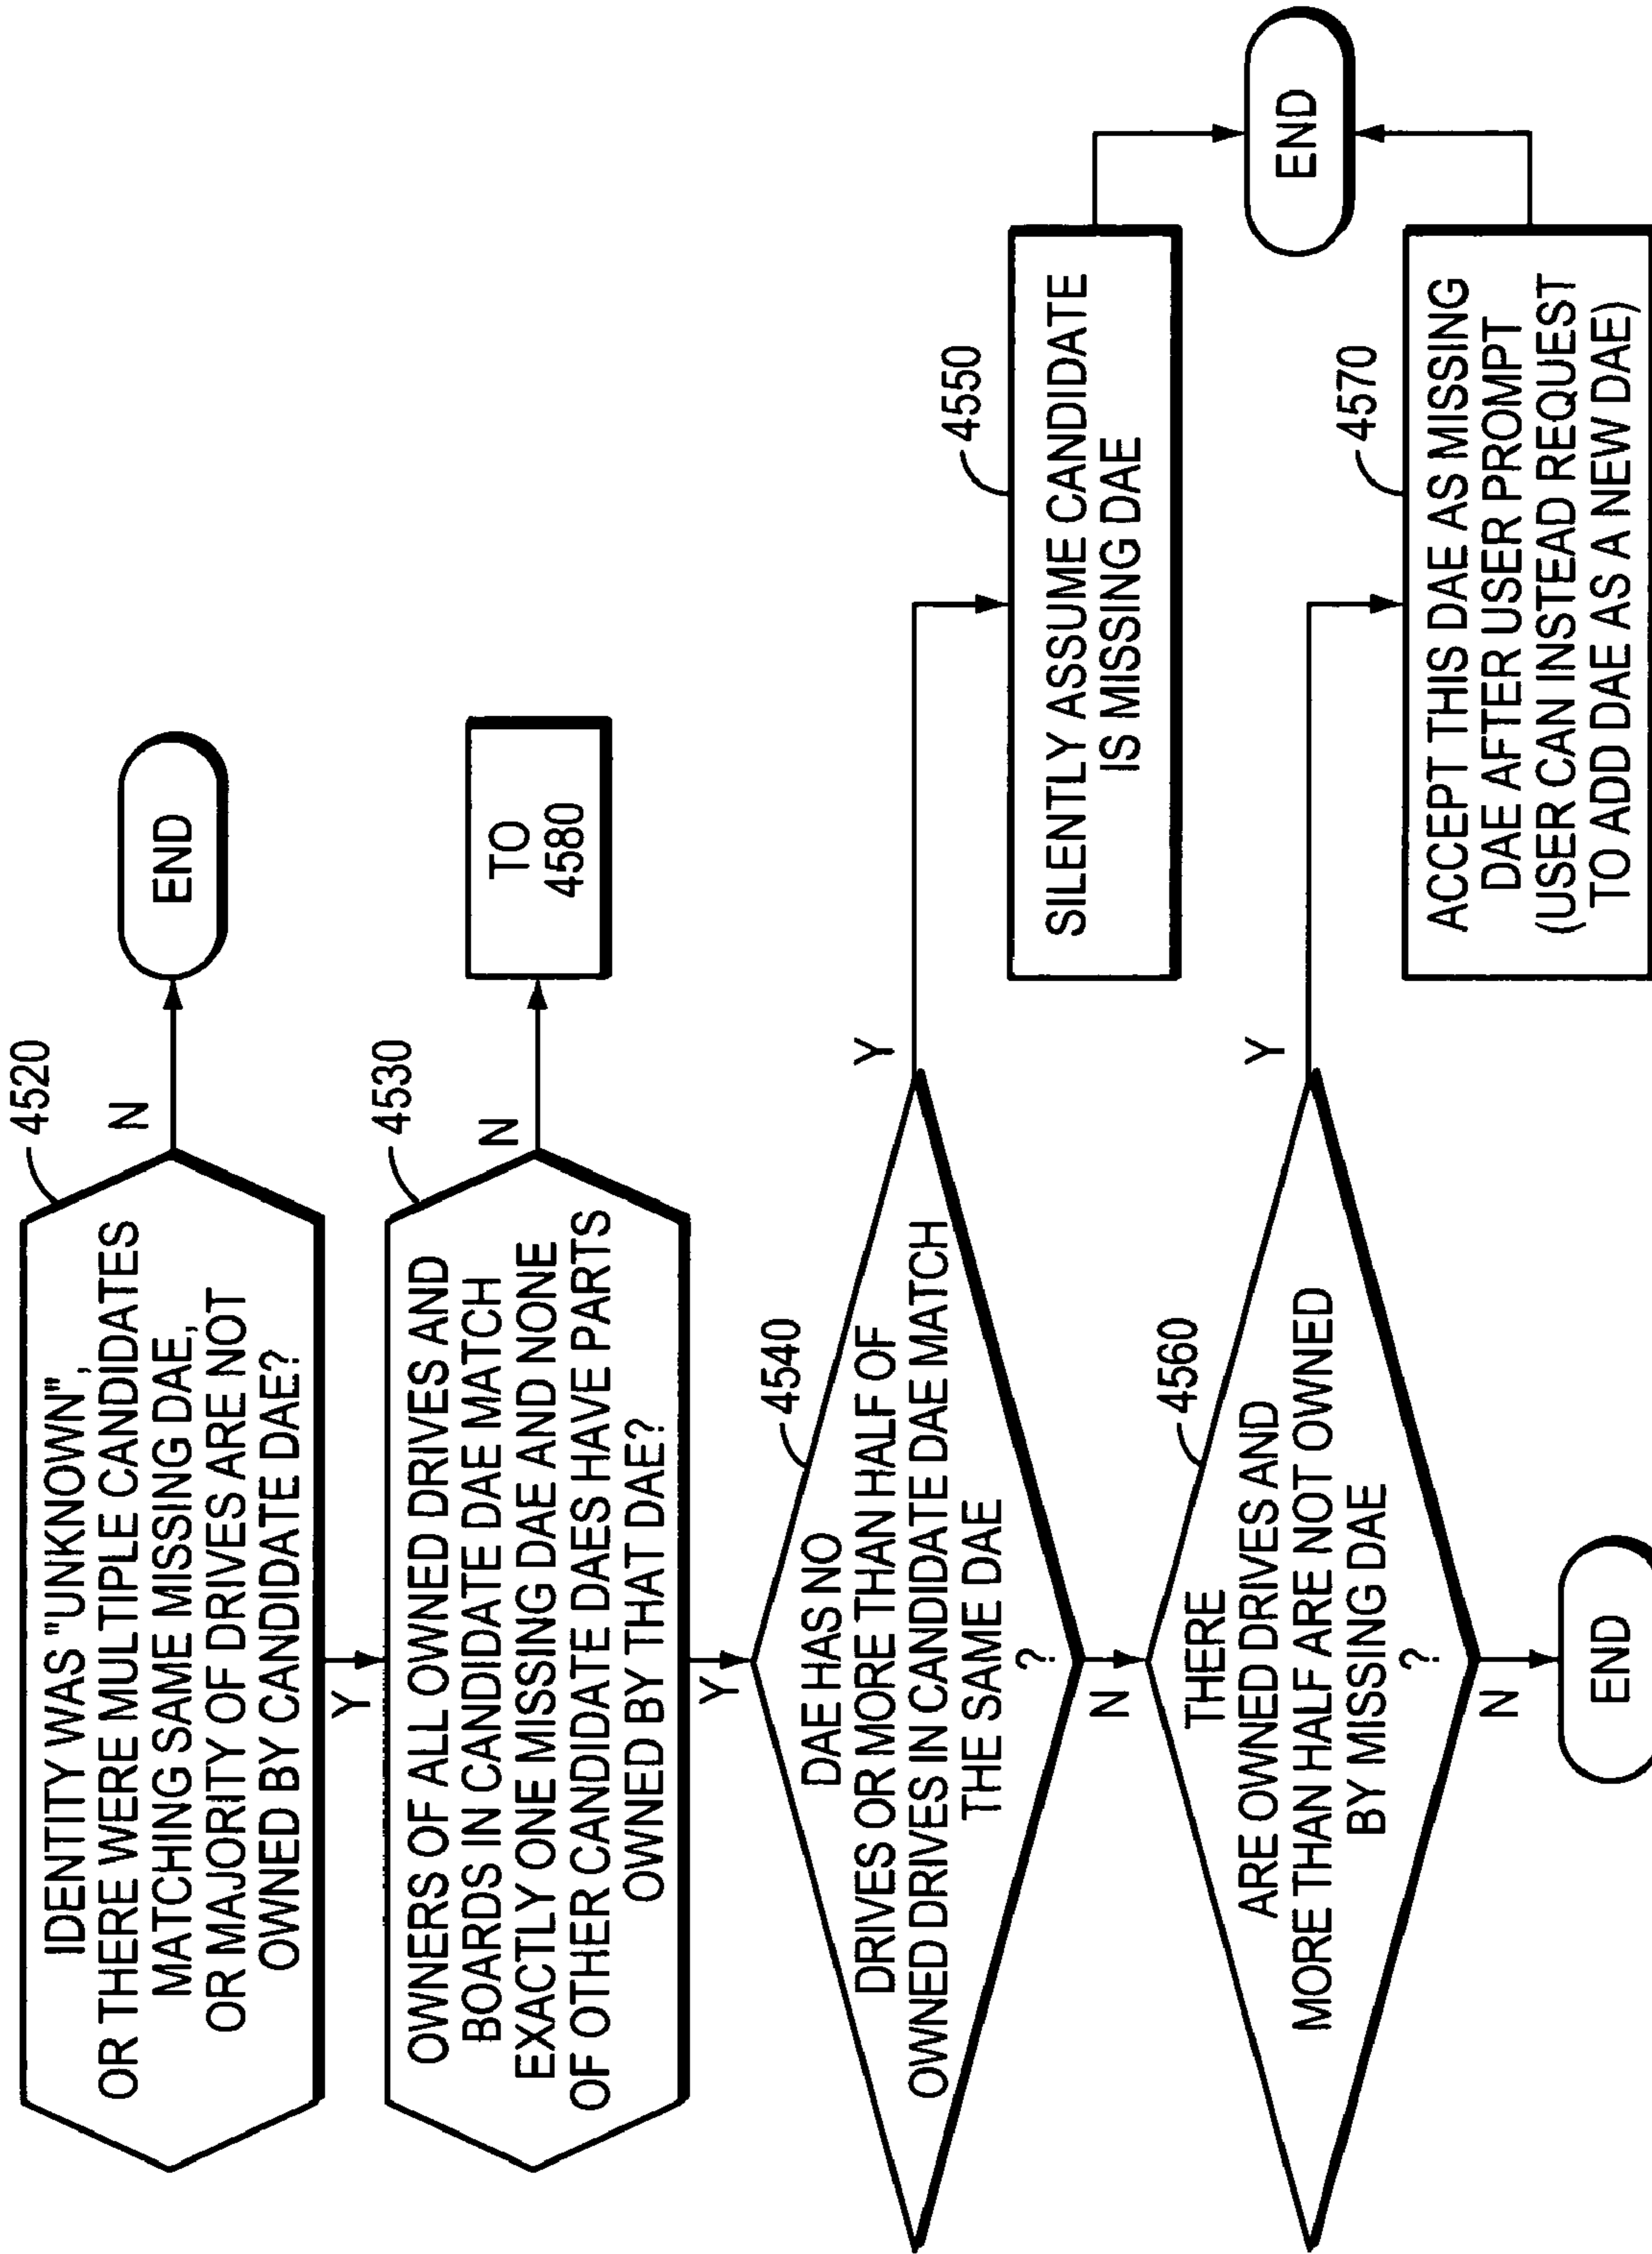 4520
IDENTITY WAS "UNKNOWN",
OR THERE WERE MULTIPLE CANDIDATES
MATCHING SAME MISSING DAE,
OR MAJORITY OF DRIVES ARE NOT
OWNED BY CANDIDATE DAE?
N
END
Y
4530
OWNERS OF ALL OWNED DRIVES AND
BOARDS IN CANDIDATE DAE MATCH
EXACTLY ONE MISSING DAE AND NONE
OF OTHER CANDIDATE DAES HAVE PARTS
OWNED BY THAT DAE?
N
TO
4580
Y
4540
DAE HAS NO
DRIVES OR MORE THAN HALF OF
OWNED DRIVES IN CANDIDATE DAE MATCH
THE SAME DAE
?
Y
4550
SILENTLY ASSUME CANDIDATE
IS MISSING DAE
END
N
4560
THERE
ARE OWNED DRIVES AND
MORE THAN HALF ARE NOT OWNED
BY MISSING DAE
?
Y
4570
ACCEPT THIS DAE AS MISSING
DAE AFTER USER PROMPT
(USER CAN INSTEAD REQUEST
TO ADD DAE AS A NEW DAE)
N
END